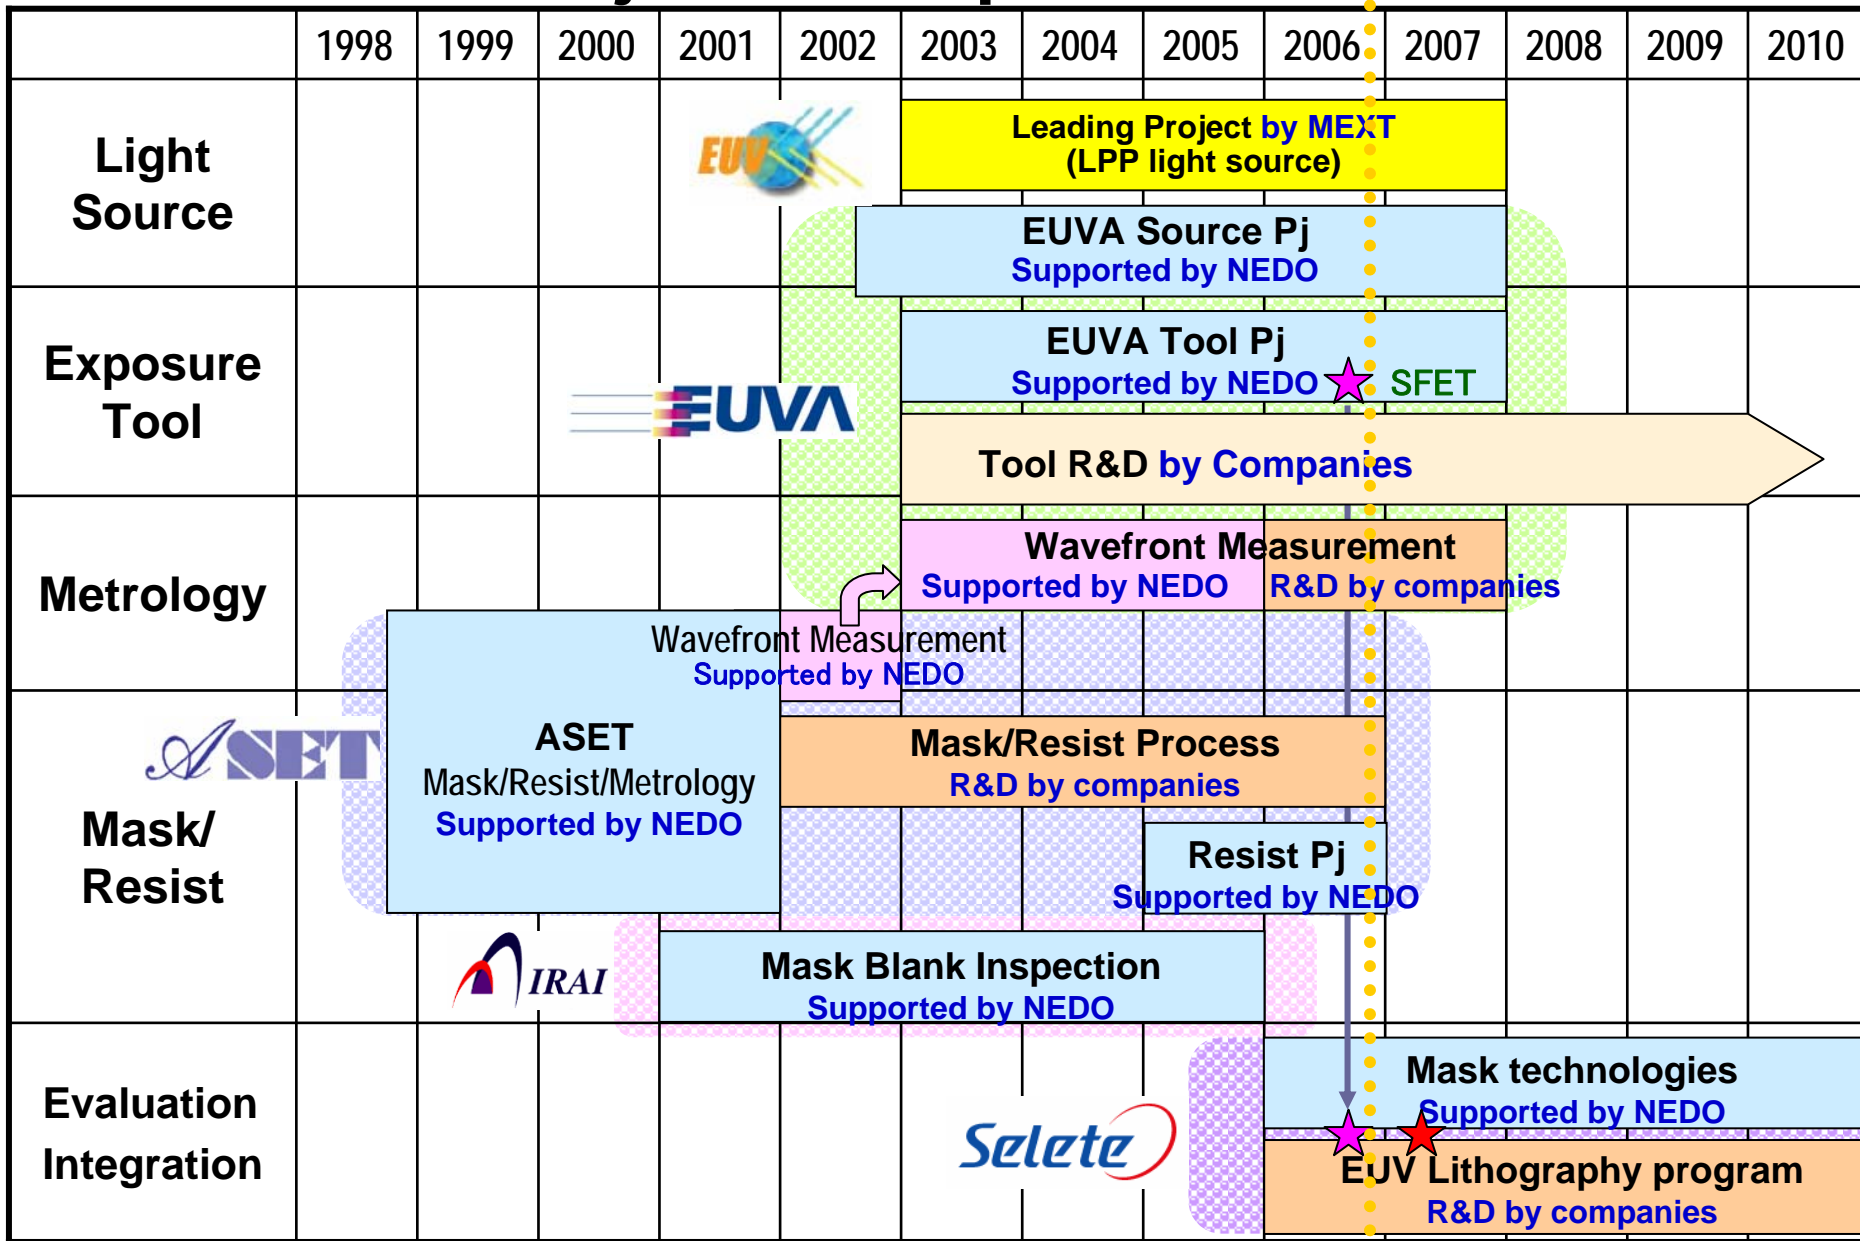 1998 1999 2000 2001 2002 2003 2004 2005 2006 2007 2008 2009 2010
Light
Source
EUV
Leading Project by MEXT
(LPP light source)
EUVA Source Pj
Supported by NEDO
Exposure
Tool
EUVA
EUVA Tool Pj
Supported by NEDO
SFET
Tool R&D by Companies
Metrology
Wavefront Measurement
Supported by NEDO
R&D by companies
Wavefront Measurement
Supported by NEDO
ASET
Mask/
Resist
ASET
Mask/Resist/Metrology
Supported by NEDO
Mask/Resist Process
R&D by companies
Resist Pj
Supported by NEDO
MIRAI
Mask Blank Inspection
Supported by NEDO
Evaluation
Integration
Selete
Mask technologies
Supported by NEDO
EUV Lithography program
R&D by companies